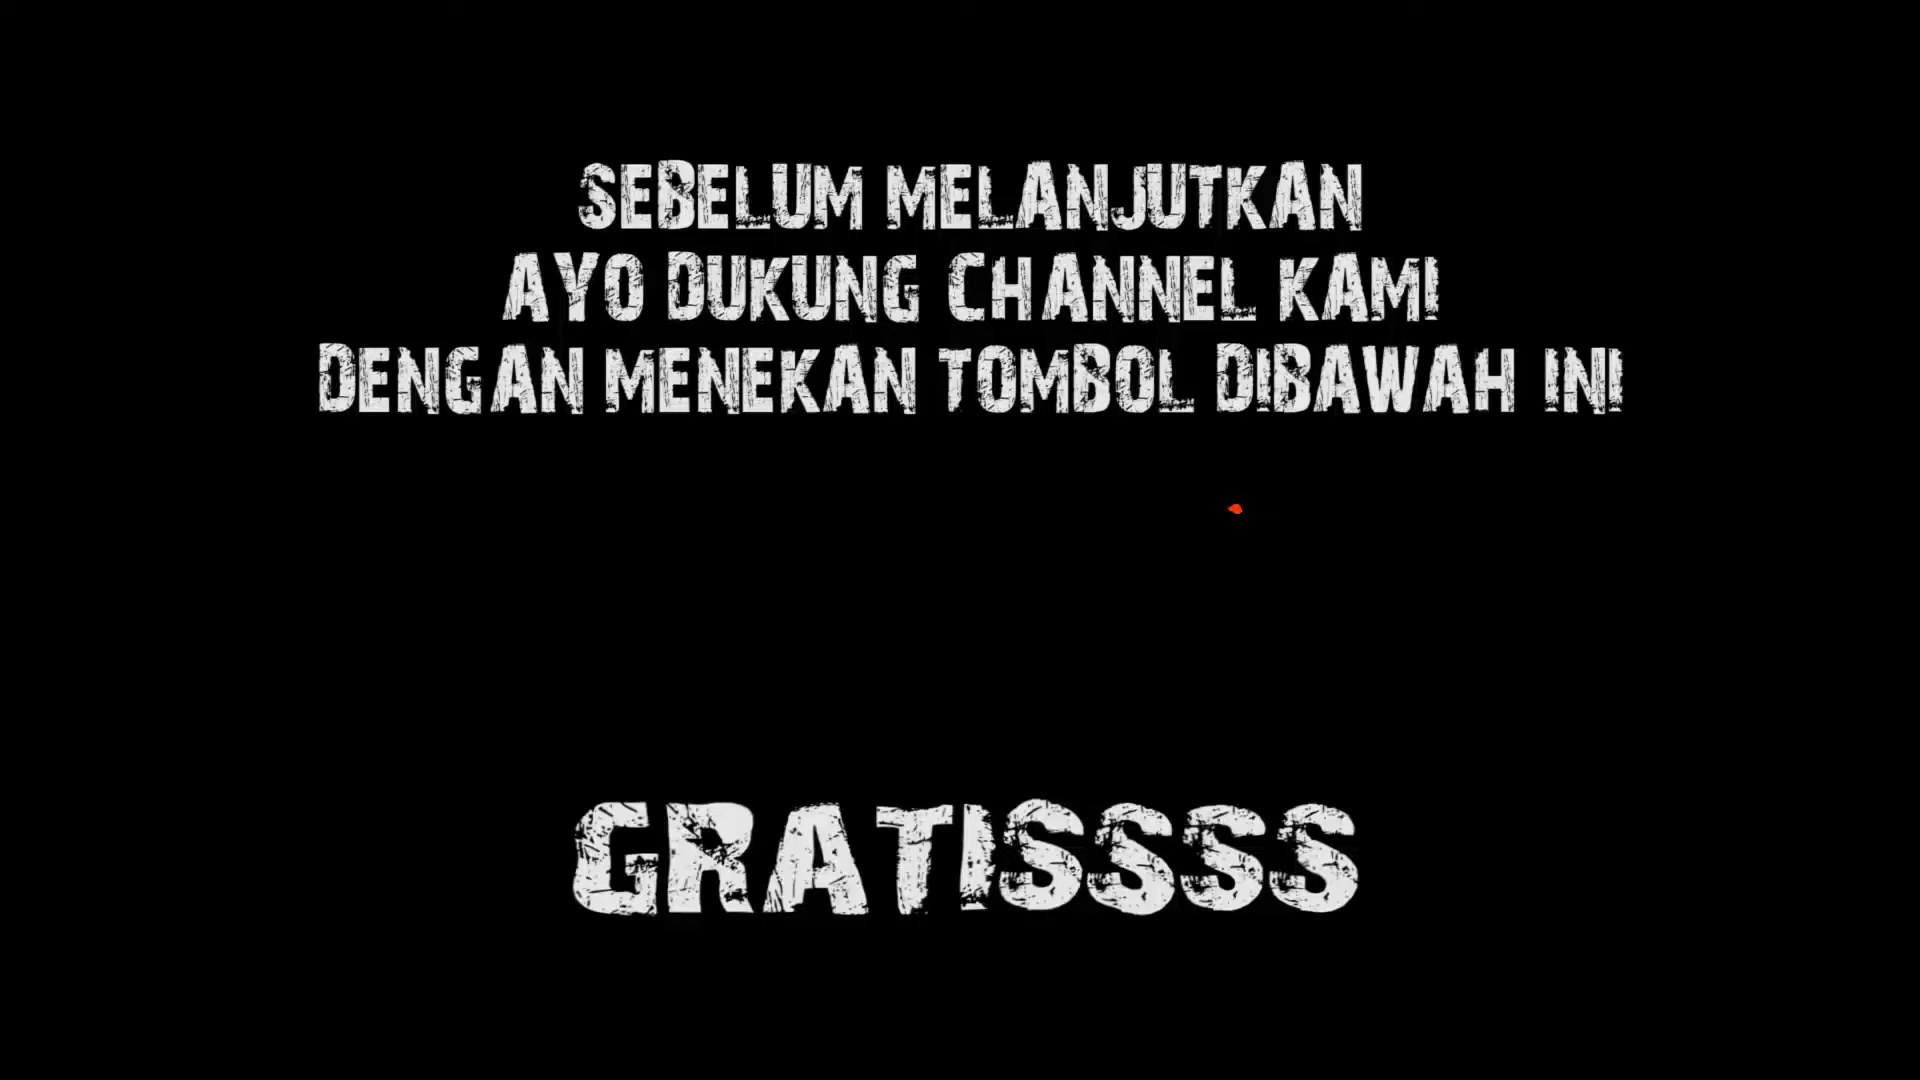 SEBELUM MELANJUTKAN
AYO DUKUNG CHANNEL KAMI
DENGAN MENEKAN TOMBOL DIBAWAH INI
GRATISSSS